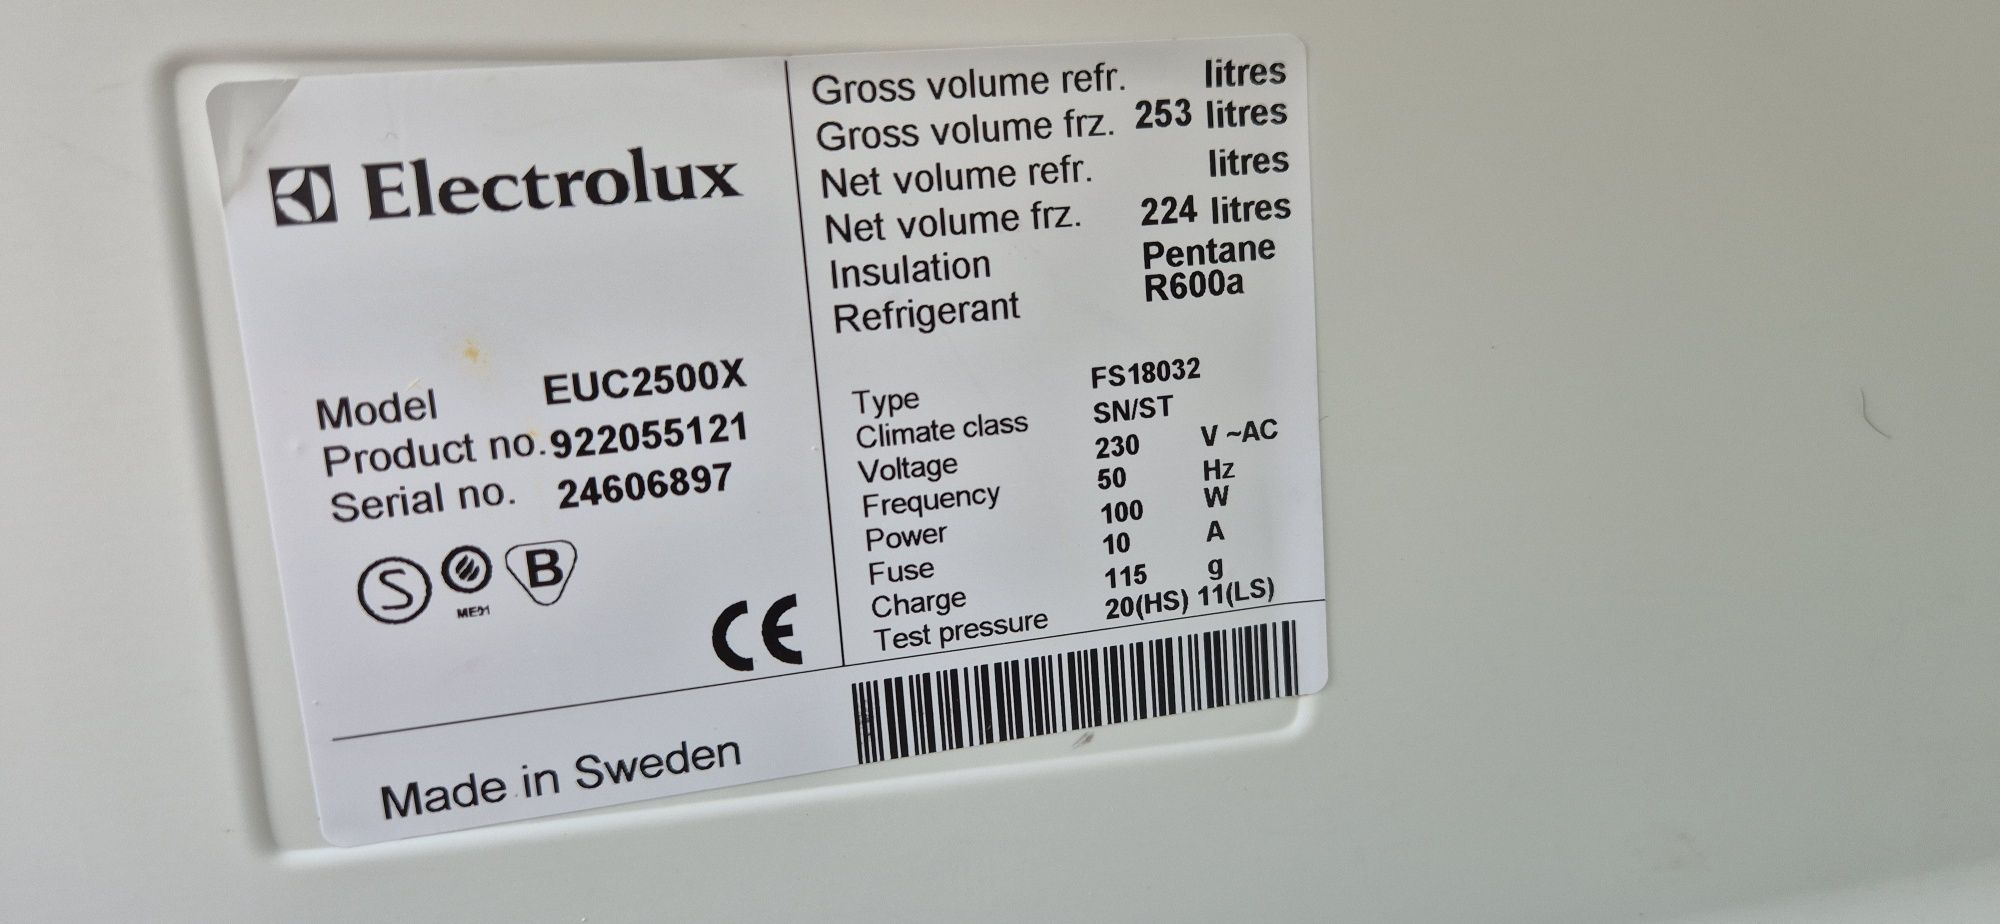 Electrolux
Model EUC2500X
Product no. 922055121
Serial no. 24606897
S
B
CE
Made in Sweden
Gross volume refr. litres
Gross volume frz. 253 litres
Net volume refr. litres
Net volume frz. 224 litres
Insulation Pentane
Refrigerant R600a
Type FS18032
Climate class SN/ST
Voltage 230 V ~AC
Frequency 50 Hz
Power 100 W
Fuse 10 A
Charge 115 g
Test pressure 20(HS) 11(LS)